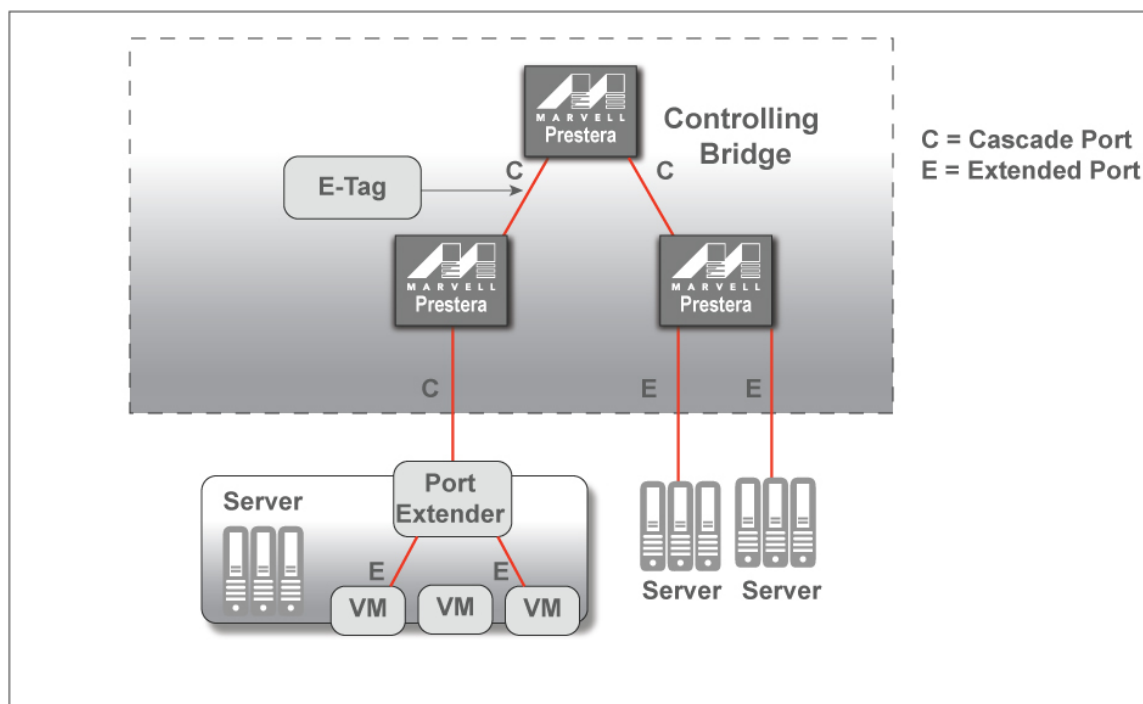 MARVELL
Prestera
Controlling
Bridge
C = Cascade Port
E = Extended Port
E-Tag
C
C
MARVELL
Prestera
MARVELL
Prestera
C
E
E
Server
Port
Extender
E
E
VM
VM
VM
Server
Server